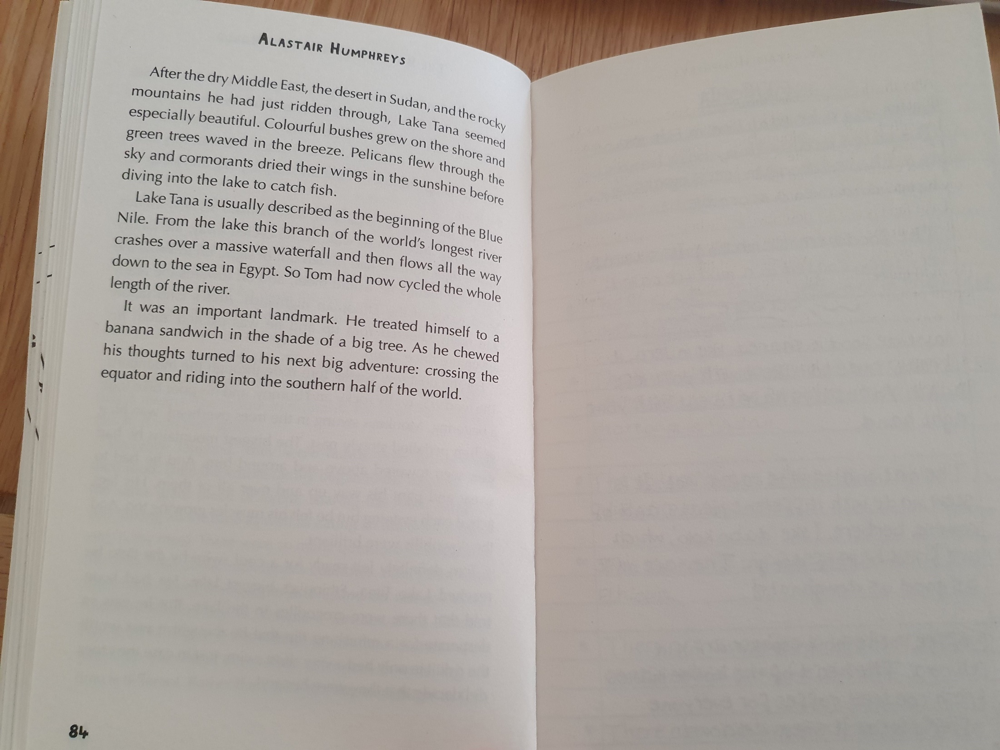 ALASTAIR HUMPHREYS
After the dry Middle East, the desert in Sudan, and the rocky
mountains he had just ridden through, Lake Tana seemed
especially beautiful. Colourful bushes grew on the shore and
green trees waved in the breeze. Pelicans flew through the
sky and cormorants dried their wings in the sunshine before
diving into the lake to catch fish.
Lake Tana is usually described as the beginning of the Blue
Nile. From the lake this branch of the world's longest river
crashes over a massive waterfall and then flows all the way
down to the sea in Egypt. So Tom had now cycled the whole
length of the river.
It was an important landmark. He treated himself to a
banana sandwich in the shade of a big tree. As he chewed
his thoughts turned to his next big adventure: crossing the
equator and riding into the southern half of the world.
84